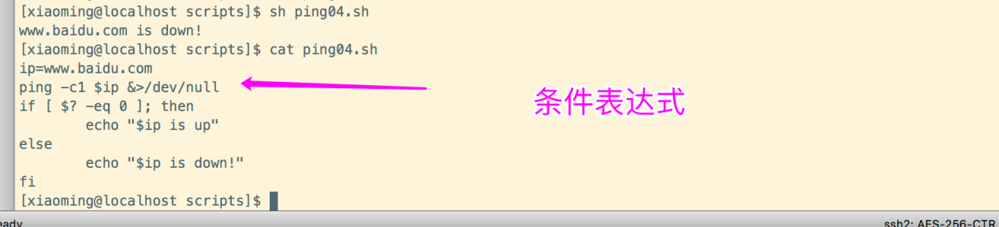 [xiaoming@localhost scripts]$ sh ping04.sh
www.baidu.com is down!
[xiaoming@localhost scripts]$ cat ping04.sh
ip=www.baidu.com
ping -c1 $ip &>/dev/null
条件表达式
if [ $? -eq 0 ]; then
        echo "$ip is up"
else
        echo "$ip is down!"
fi
[xiaoming@localhost scripts]$
eady
ssh2: AES-256-CTR